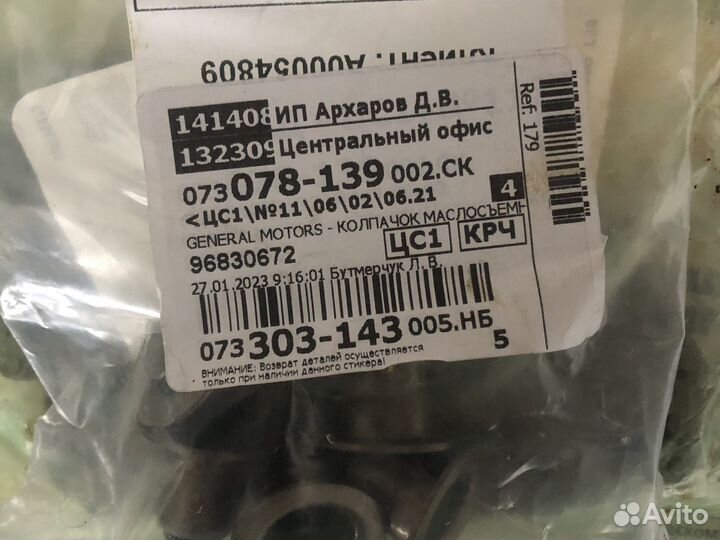 Клиент: А00054809
141408 ИП Архаров Д.В.
132309 Центральный офис
073 078-139 002.СК
<ЦС1\№11\06\02\06.21 4
GENERAL MOTORS - КОЛПАЧОК МАСЛОСЪЕМН
96830672 ЦС1 КРЧ
27.01.2023 9:16:01 Бутмерчук Л. В.
073 303-143 005.НБ
5
ВНИМАНИЕ: Возврат деталей осуществляется
только при наличии данного стикера!
Ref: 179
Avito